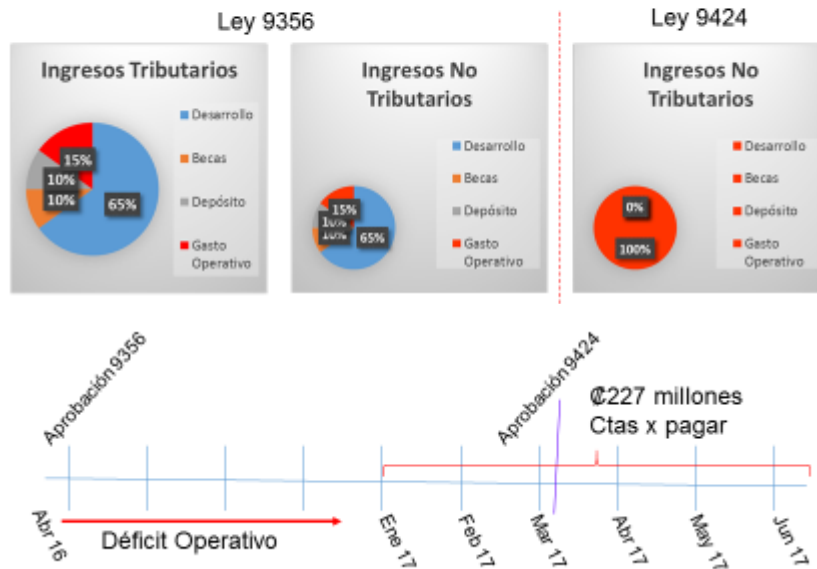 Ley 9356
Ley 9424
Ingresos Tributarios
Desarrollo
Becas
Depósito
Gasto
Operativo
15%
10%
10%
65%
Ingresos No
Tributarios
Desarrollo
Becas
Depósito
Gasto
Operativo
15%
10%
10%
65%
Ingresos No
Tributarios
Desarrollo
Becas
Depósito
Gasto
Operativo
0%
100%
Aprobación 9356
Aprobación 9424
₡227 millones
Ctas x pagar
Abr 16
Déficit Operativo
Ene 17
Feb 17
Mar 17
Abr 17
May 17
Jun 17